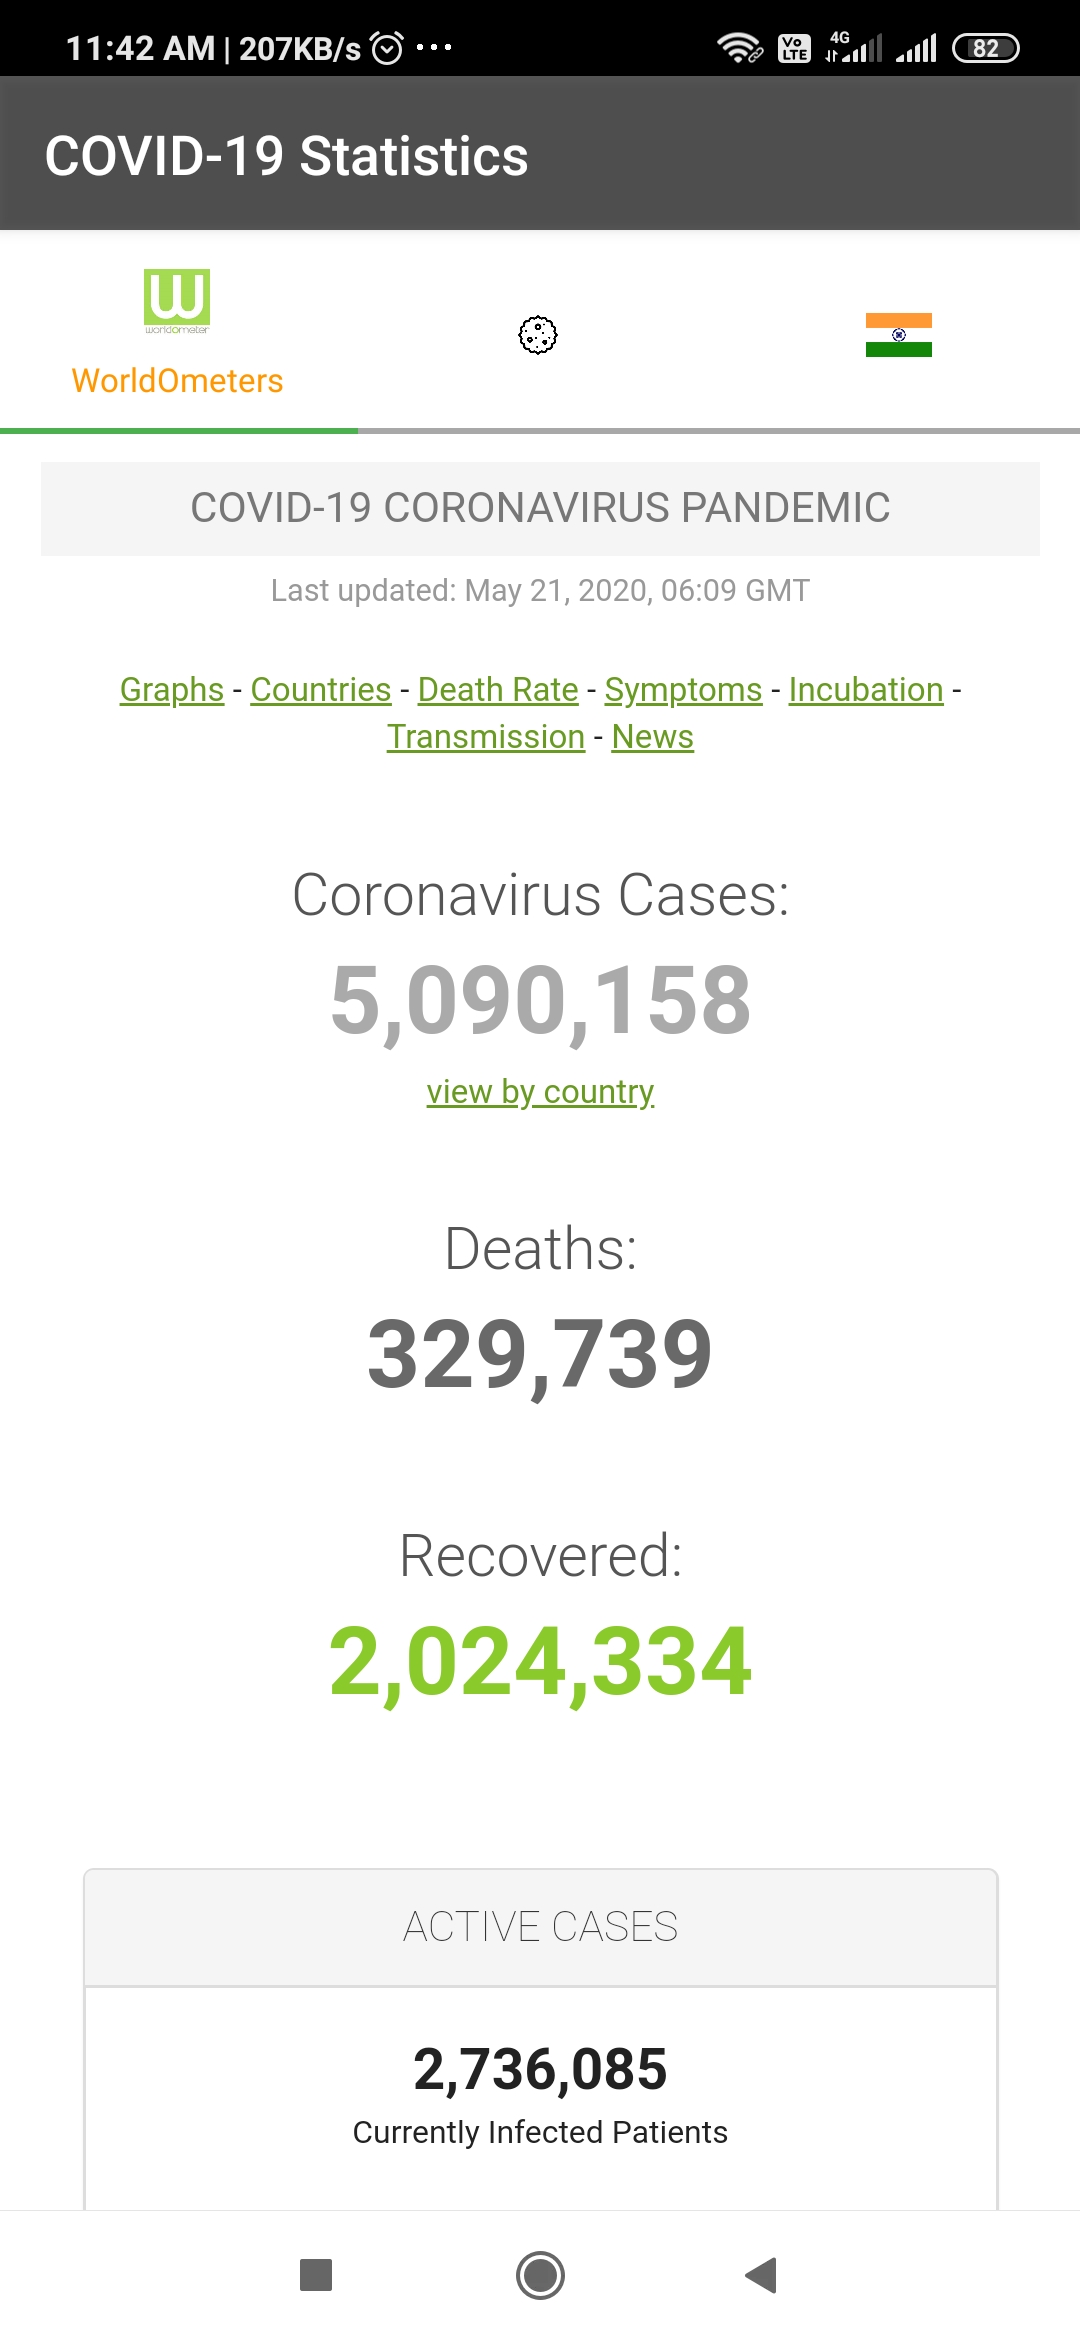 11:42 AM | 207KB/s ...
Vo LTE 4G 82
COVID-19 Statistics
W
worldometer
WorldOmeters
COVID-19 CORONAVIRUS PANDEMIC
Last updated: May 21, 2020, 06:09 GMT
Graphs - Countries - Death Rate - Symptoms - Incubation -
Transmission - News
Coronavirus Cases:
5,090,158
view by country
Deaths:
329,739
Recovered:
2,024,334
ACTIVE CASES
2,736,085
Currently Infected Patients